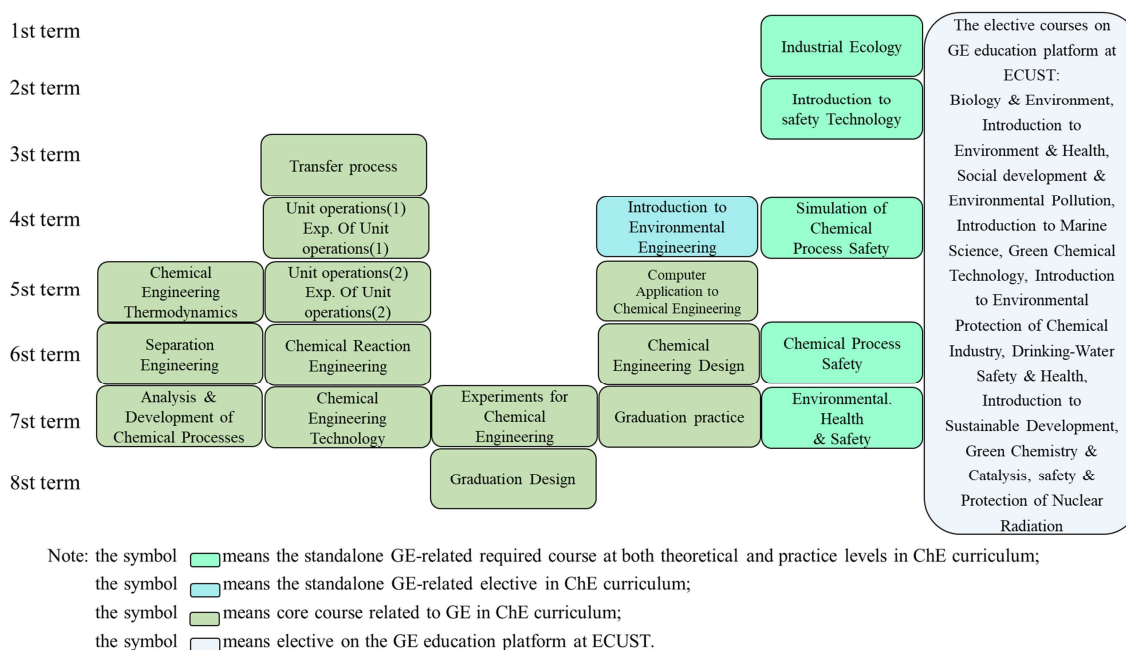 1st term
2st term
3st term
4st term
5st term
6st term
7st term
8st term
Chemical
Engineering
Thermodynamics
Separation
Engineering
Analysis &
Development of
Chemical Processes
Transfer process
Unit operations(1)
Exp. Of Unit
operations(1)
Unit operations(2)
Exp. Of Unit
operations(2)
Chemical Reaction
Engineering
Chemical
Engineering
Technology
Experiments for
Chemical
Engineering
Graduation Design
Introduction to
Environmental
Engineering
Computer
Application to
Chemical Engineering
Chemical
Engineering Design
Graduation practice
Industrial Ecology
Introduction to
safety Technology
Simulation of
Chemical
Process Safety
Chemical Process
Safety
Environmental.
Health
& Safety
The elective courses on
GE education platform at
ECUST:
Biology & Environment,
Introduction to
Environment & Health,
Social development &
Environmental Pollution,
Introduction to Marine
Science, Green Chemical
Technology, Introduction
to Environmental
Protection of Chemical
Industry, Drinking-Water
Safety & Health,
Introduction to
Sustainable Development,
Green Chemistry &
Catalysis, safety &
Protection of Nuclear
Radiation
Note: the symbol means the standalone GE-related required course at both theoretical and practice levels in ChE curriculum;
the symbol means the standalone GE-related elective in ChE curriculum;
the symbol means core course related to GE in ChE curriculum;
the symbol means elective on the GE education platform at ECUST.